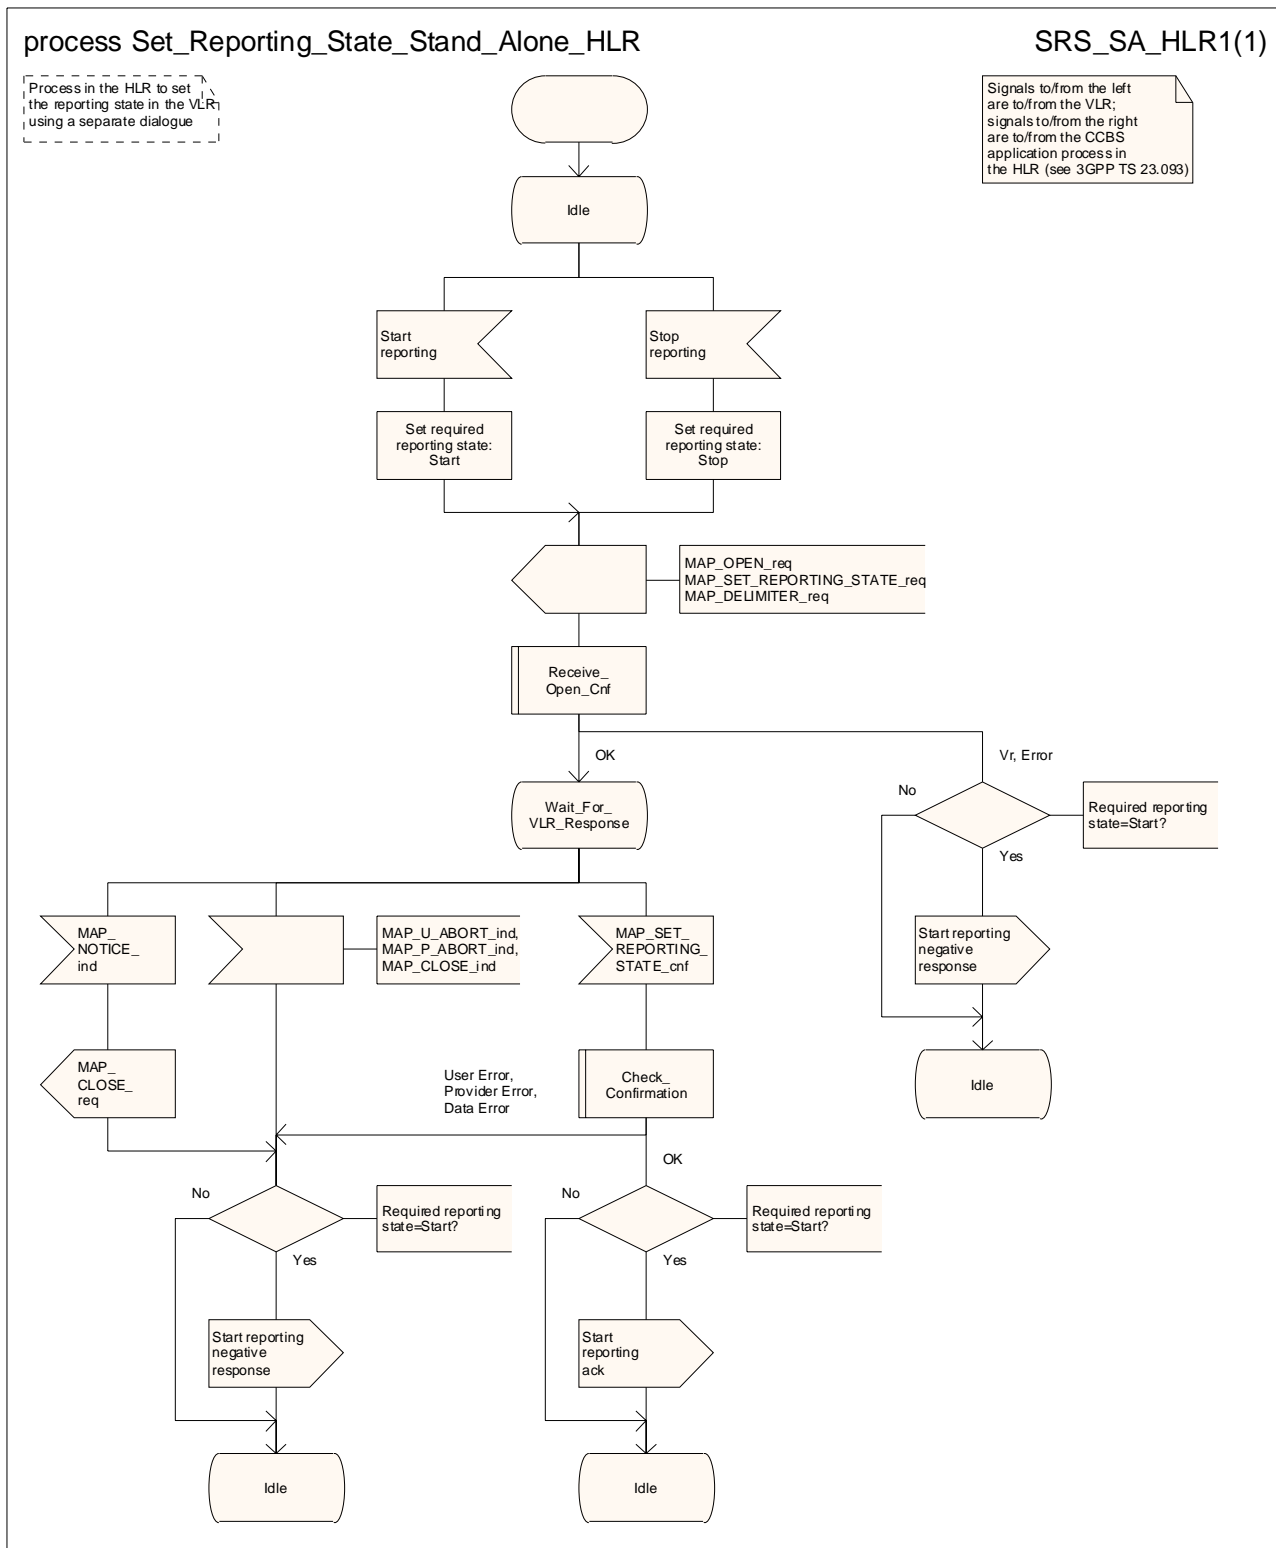 process Set_Reporting_State_Stand_Alone_HLR
SRS_SA_HLR1(1)
Process in the HLR to set
the reporting state in the VLR
using a separate dialogue
Signals to/from the left
are to/from the VLR;
signals to/from the right
are to/from the CCBS
application process in
the HLR (see 3GPP TS 23.093)
Idle
Start
reporting
Stop
reporting
Set required
reporting state:
Start
Set required
reporting state:
Stop
MAP_OPEN_req
MAP_SET_REPORTING_STATE_req
MAP_DELIMITER_req
Receive_
Open_Cnf
OK
Vr, Error
Wait_For_
VLR_Response
No
Required reporting
state=Start?
Yes
MAP_
NOTICE_
ind
MAP_U_ABORT_ind,
MAP_P_ABORT_ind,
MAP_CLOSE_ind
MAP_SET_
REPORTING_
STATE_cnf
Start reporting
negative
response
MAP_
CLOSE_
req
User Error,
Provider Error,
Data Error
Check_
Confirmation
Idle
OK
No
Required reporting
state=Start?
Yes
No
Required reporting
state=Start?
Yes
Start reporting
negative
response
Start
reporting
ack
Idle
Idle